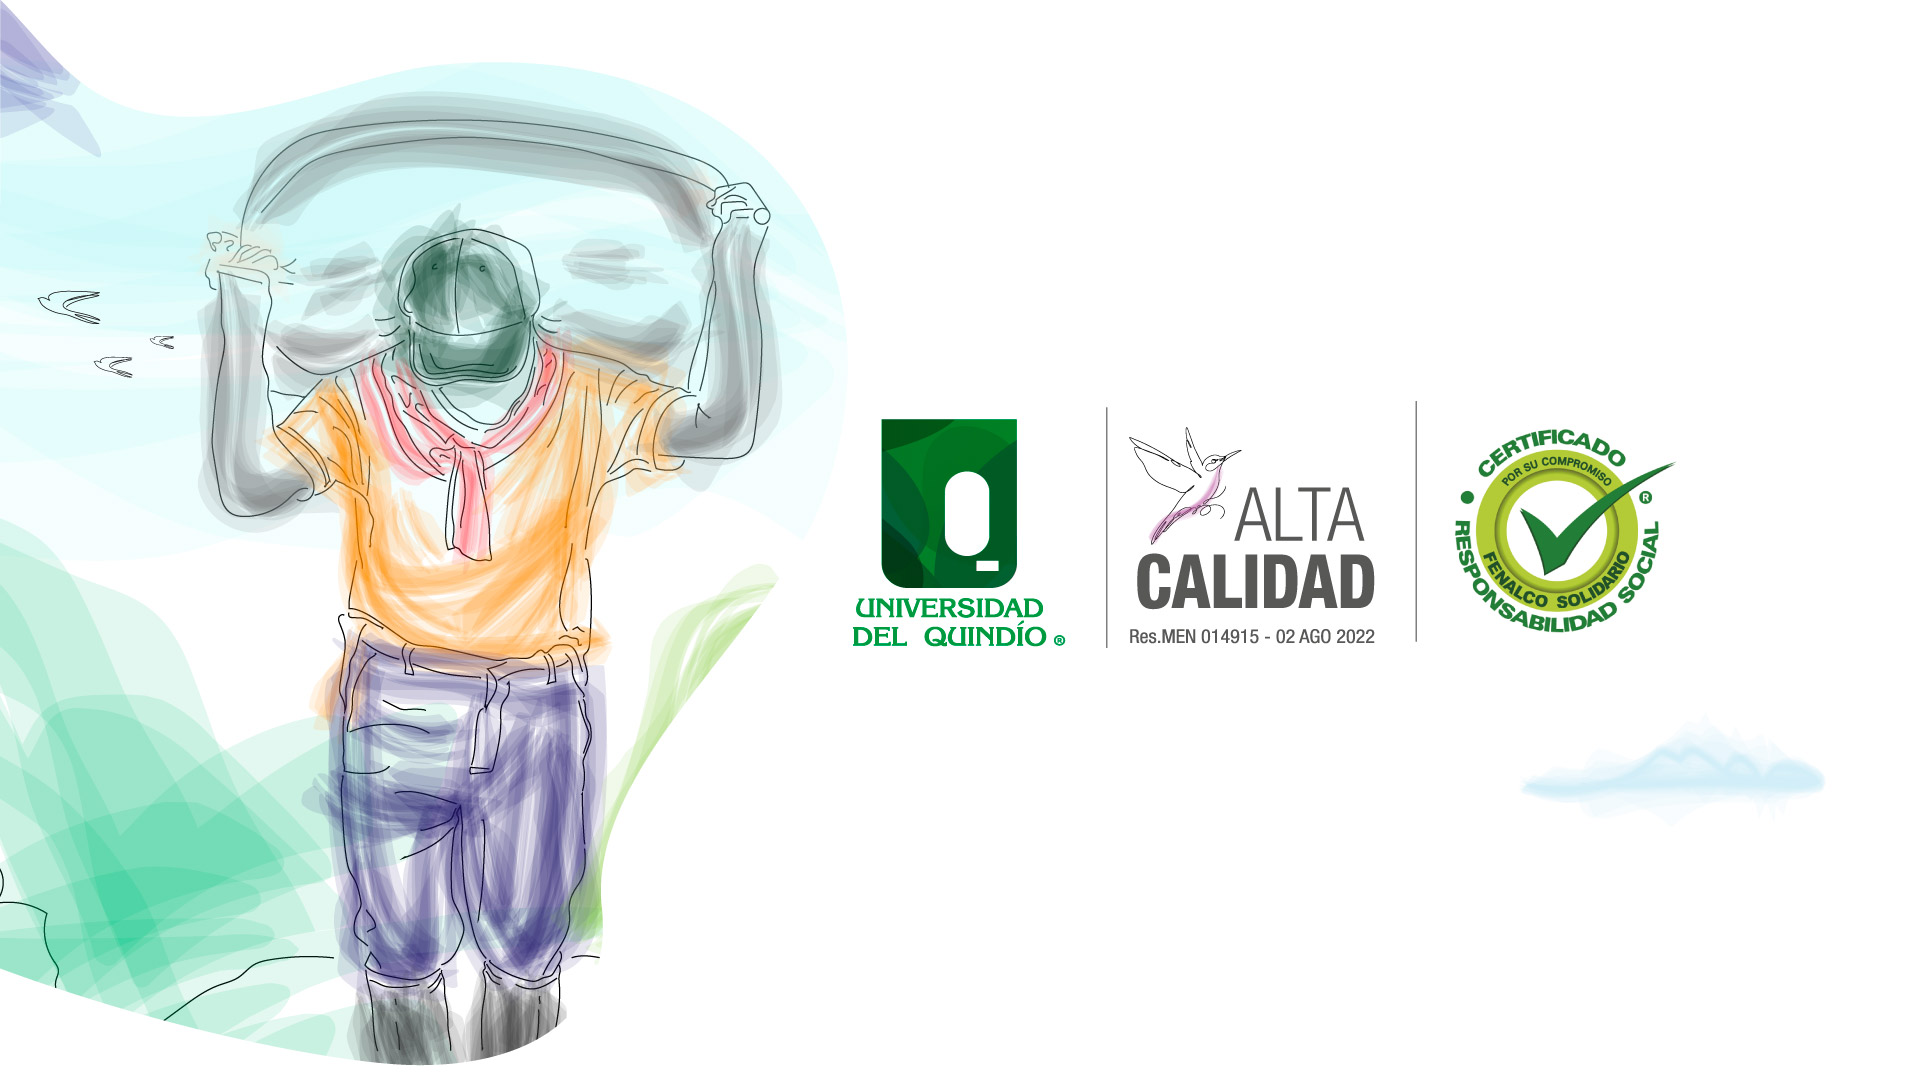 UNIVERSIDAD
DEL QUINDÍO ®
ALTA
CALIDAD
Res.MEN 014915 - 02 AGO 2022
CERTIFICADO
POR SU COMPROMISO
®
FENALCO SOLIDARIO
RESPONSABILIDAD SOCIAL